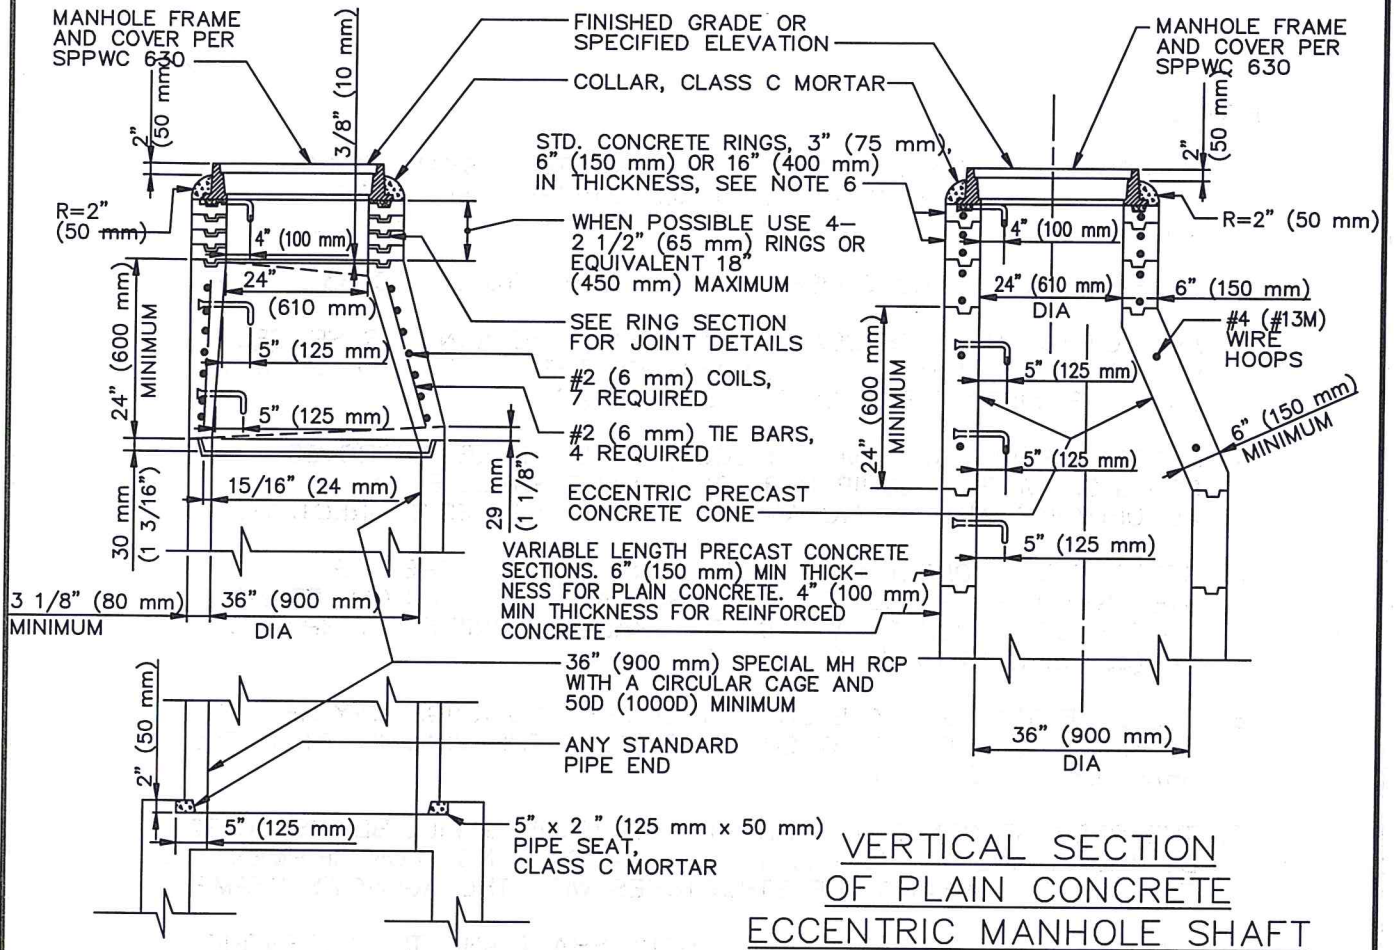 MANHOLE FRAME
AND COVER PER
SPPWC 630
2"
(50 mm)
3/8" (10 mm)
FINISHED GRADE OR
SPECIFIED ELEVATION
COLLAR, CLASS C MORTAR
STD. CONCRETE RINGS, 3" (75 mm),
6" (150 mm) OR 16" (400 mm)
IN THICKNESS, SEE NOTE 6
WHEN POSSIBLE USE 4-
2 1/2" (65 mm) RINGS OR
EQUIVALENT 18"
(450 mm) MAXIMUM
SEE RING SECTION
FOR JOINT DETAILS
#2 (6 mm) COILS,
7 REQUIRED
#2 (6 mm) TIE BARS,
4 REQUIRED
ECCENTRIC PRECAST
CONCRETE CONE
VARIABLE LENGTH PRECAST CONCRETE
SECTIONS. 6" (150 mm) MIN THICK-
NESS FOR PLAIN CONCRETE. 4" (100 mm)
MIN THICKNESS FOR REINFORCED
CONCRETE
36" (900 mm) SPECIAL MH RCP
WITH A CIRCULAR CAGE AND
50D (1000D) MINIMUM
ANY STANDARD
PIPE END
5" x 2 " (125 mm x 50 mm)
PIPE SEAT,
CLASS C MORTAR
R=2"
(50 mm)
4" (100 mm)
24"
(610 mm)
24" (600 mm)
MINIMUM
5" (125 mm)
5" (125 mm)
15/16" (24 mm)
30 mm
(1 3/16")
29 mm
(1 1/8")
3 1/8" (80 mm)
MINIMUM
36" (900 mm)
DIA
2" (50 mm)
5" (125 mm)
MANHOLE FRAME
AND COVER PER
SPPWC 630
2"
(50 mm)
R=2" (50 mm)
4" (100 mm)
24" (610 mm)
DIA
6" (150 mm)
#4 (#13M)
WIRE
HOOPS
24" (600 mm)
MINIMUM
5" (125 mm)
5" (125 mm)
6" (150 mm)
MINIMUM
5" (125 mm)
36" (900 mm)
DIA
VERTICAL SECTION
OF PLAIN CONCRETE
ECCENTRIC MANHOLE SHAFT